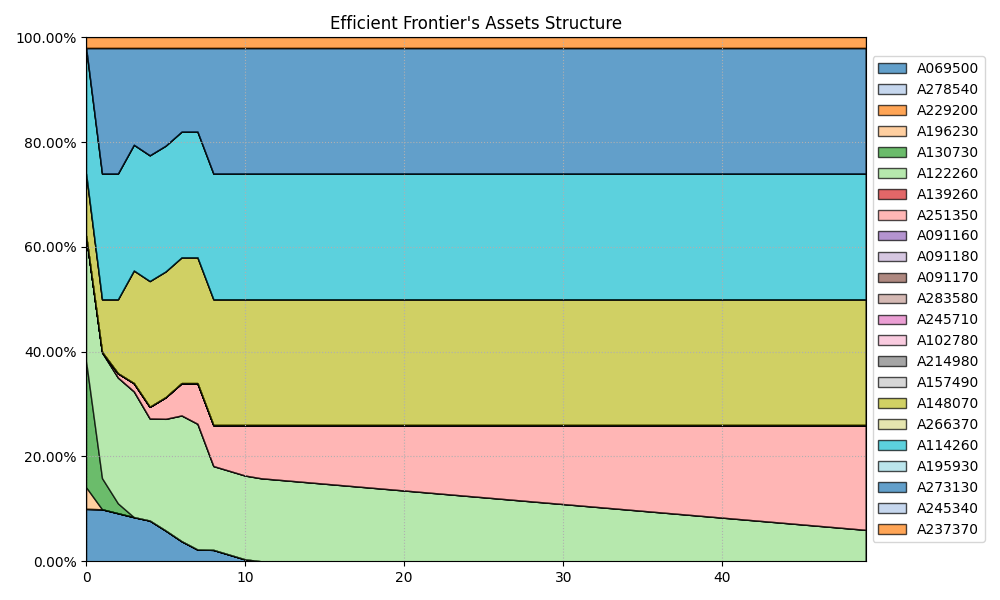 Efficient Frontier's Assets Structure
100.00%
80.00%
60.00%
40.00%
20.00%
0.00%
0
10
20
30
40
A069500
A278540
A229200
A196230
A130730
A122260
A139260
A251350
A091160
A091180
A091170
A283580
A245710
A102780
A214980
A157490
A148070
A266370
A114260
A195930
A273130
A245340
A237370